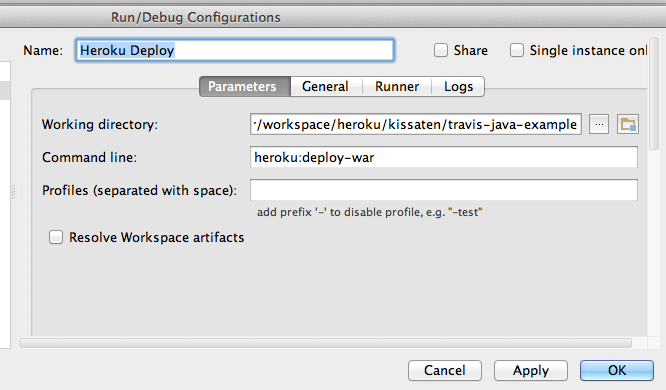 Run/Debug Configurations
Name: Heroku Deploy Share Single instance onl
Parameters General Runner Logs
Working directory: r/workspace/heroku/kissaten/travis-java-example ...
Command line: heroku:deploy-war
Profiles (separated with space):
add prefix '-' to disable profile, e.g. "-test"
Resolve Workspace artifacts
Cancel Apply OK